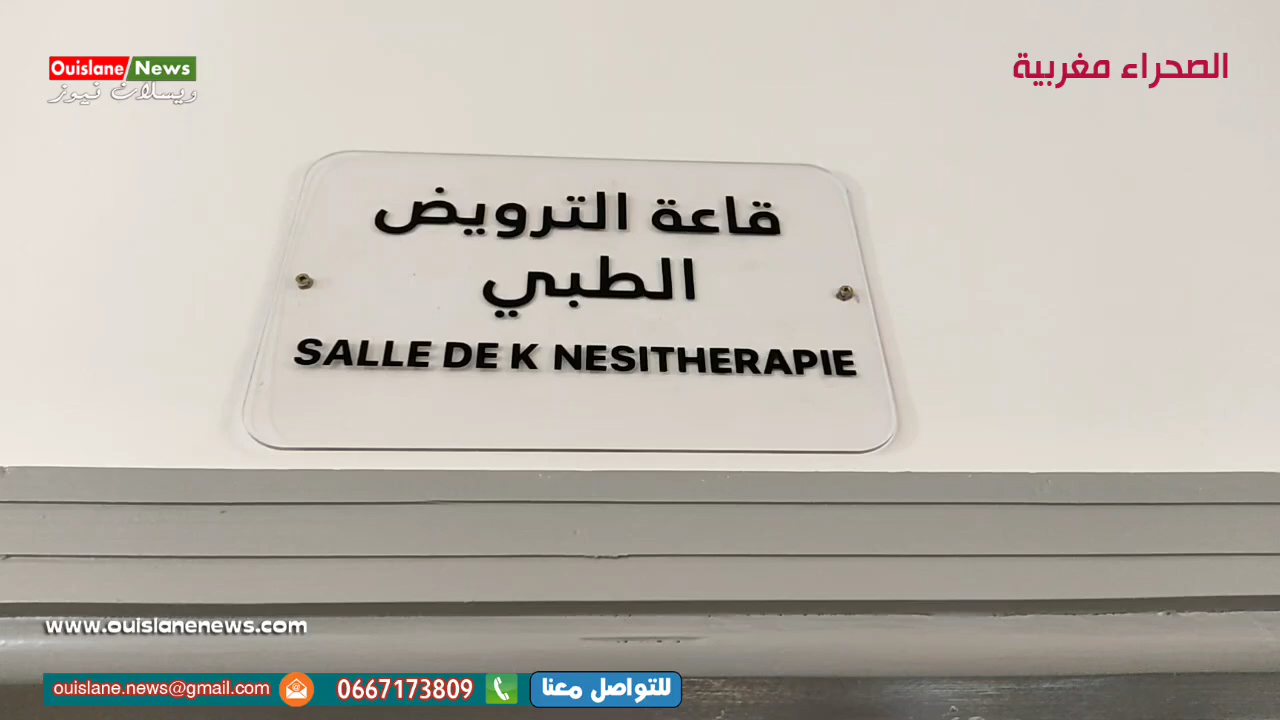 Ouislane News
ويسلان نيوز
الصحراء مغربية
قاعة الترويض
الطبي
SALLE DE K NESITHERAPIE
www.ouislanenews.com
ouislane.news@gmail.com
0667173809
للتواصل معنا